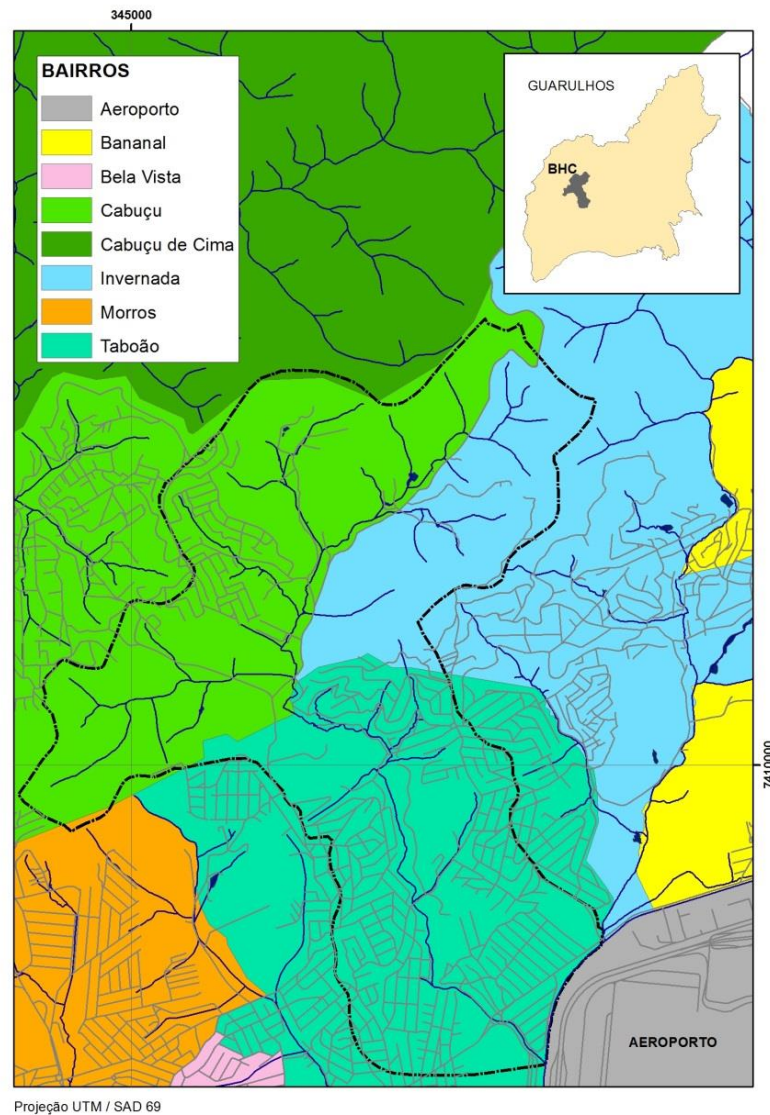 345000
BAIRROS
Aeroporto
Bananal
Bela Vista
Cabuçu
Cabuçu de Cima
Invernada
Morros
Taboão
GUARULHOS
BHC
7410000
AEROPORTO
Projeção UTM / SAD 69